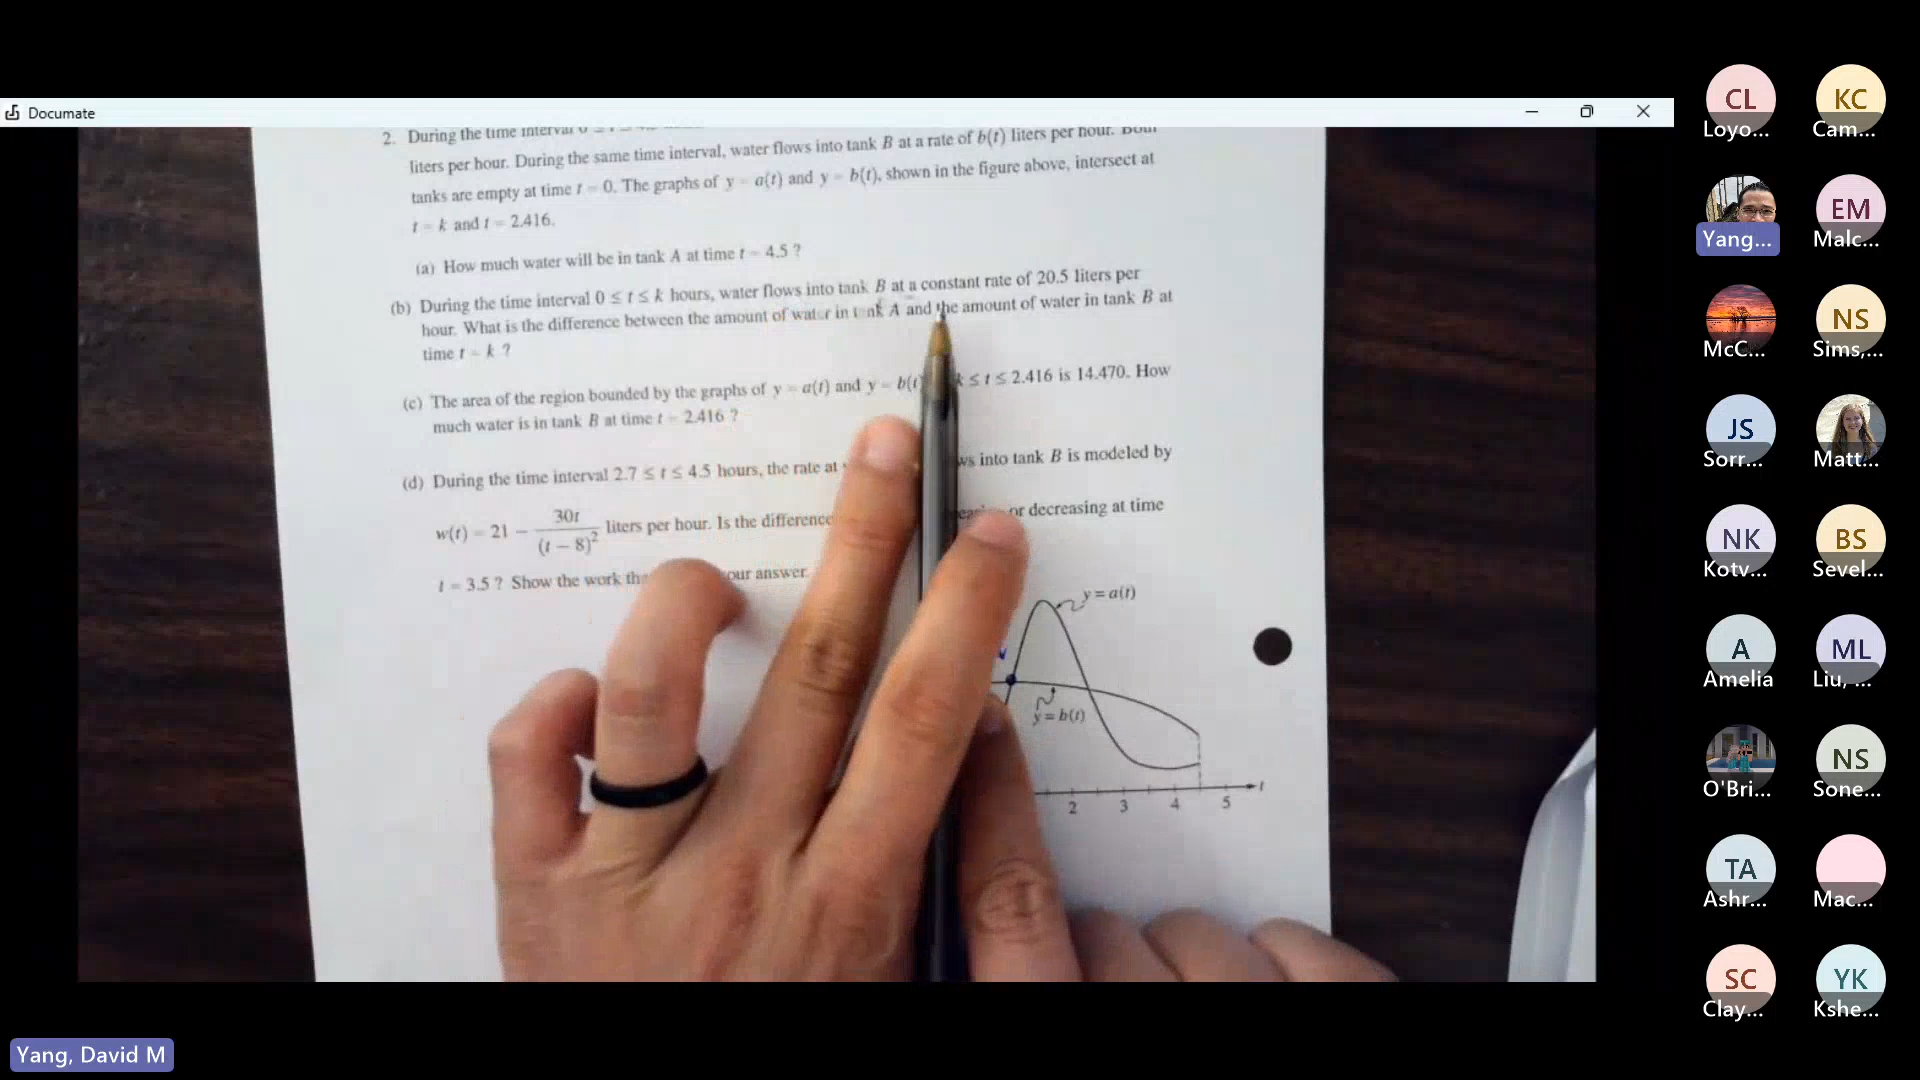 Documate
2. During the time interval 0
liters per hour. During the same time interval, water flows into tank B at a rate of b(t) liters per hour. Both
tanks are empty at time t = 0. The graphs of y = a(t) and y = b(t), shown in the figure above, intersect at
t = k and t = 2.416.
(a) How much water will be in tank A at time t = 4.5 ?
(b) During the time interval 0 ≤ t ≤ k hours, water flows into tank B at a constant rate of 20.5 liters per
hour. What is the difference between the amount of water in tank A and the amount of water in tank B at
time t = k ?
(c) The area of the region bounded by the graphs of y = a(t) and y = b(t) k ≤ t ≤ 2.416 is 14.470. How
much water is in tank B at time t = 2.416 ?
(d) During the time interval 2.7 ≤ t ≤ 4.5 hours, the rate at ws into tank B is modeled by
w(t) = 21 − 30t / (t − 8)² liters per hour. Is the difference or decreasing at time
t = 3.5 ? Show the work our answer.
y = a(t)
y = b(t)
2 3 4 5 t
CL KC
Loyo... Cam...
EM
Yang... Malc...
NS
McC... Sims,...
JS
Sorr... Matt...
NK BS
Kotv... Sevel...
A ML
Amelia Liu, ...
NS
O'Bri... Sone...
TA
Ashr... Mac...
SC YK
Clay... Kshe...
Yang, David M